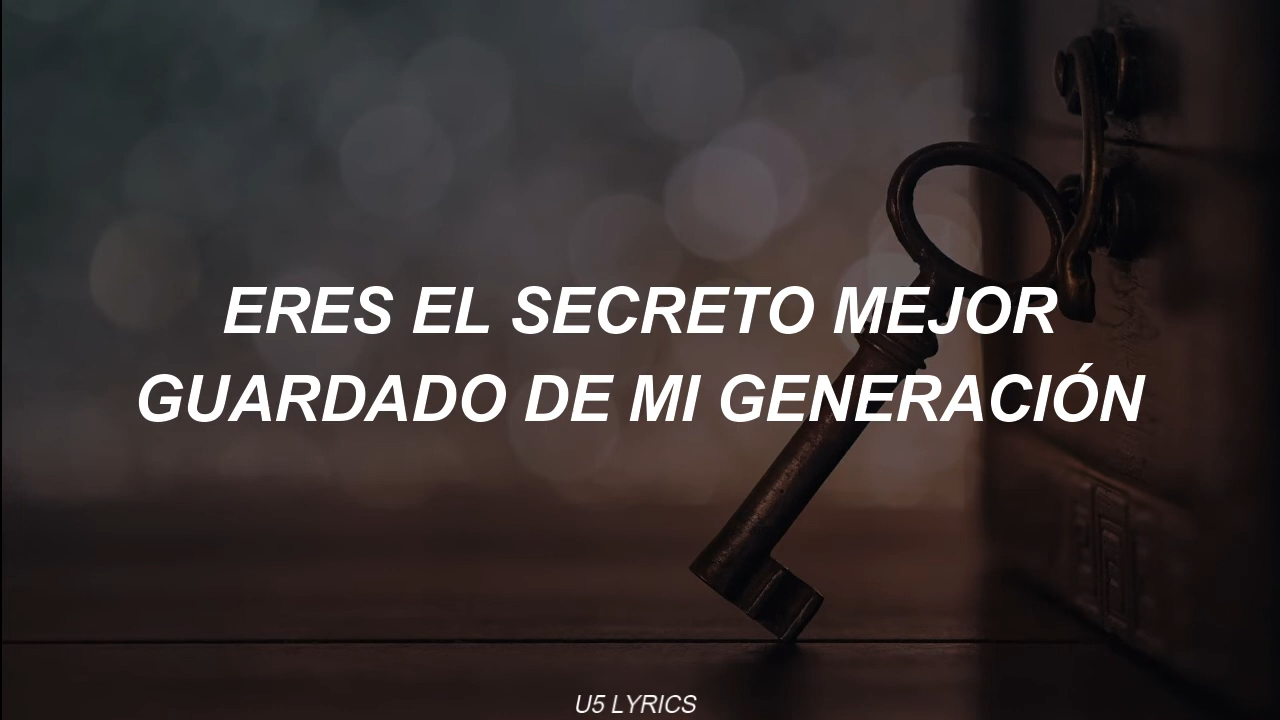 ERES EL SECRETO MEJOR
GUARDADO DE MI GENERACIÓN
U5 LYRICS